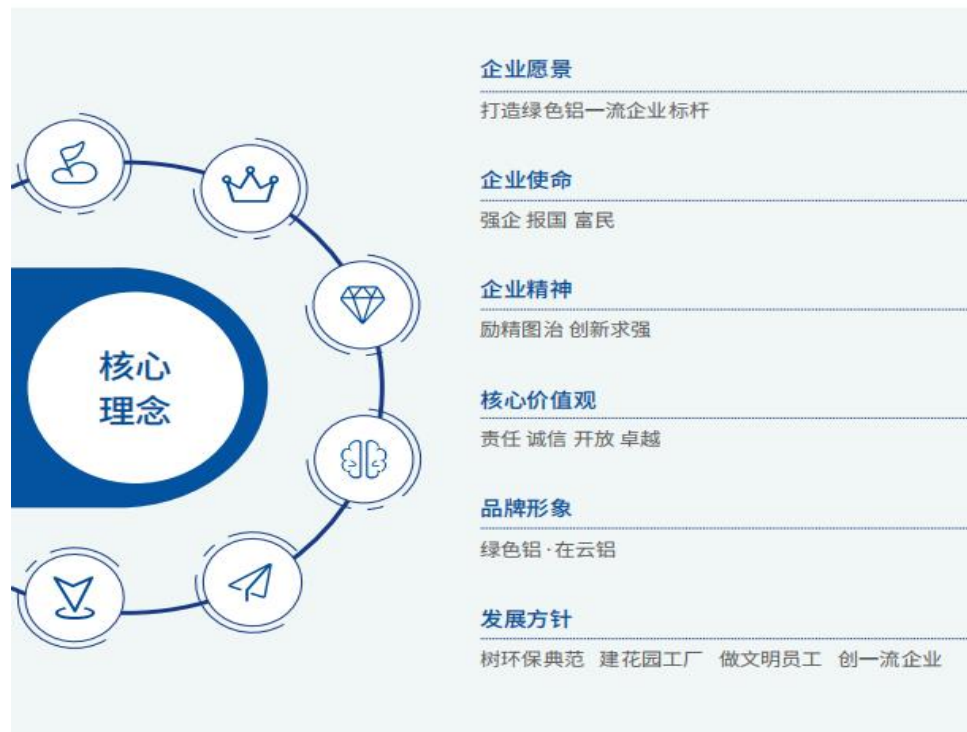 核心
理念
企业愿景
打造绿色铝一流企业标杆
企业使命
强企 报国 富民
企业精神
励精图治 创新求强
核心价值观
责任 诚信 开放 卓越
品牌形象
绿色铝·在云铝
发展方针
树环保典范 建花园工厂 做文明员工 创一流企业